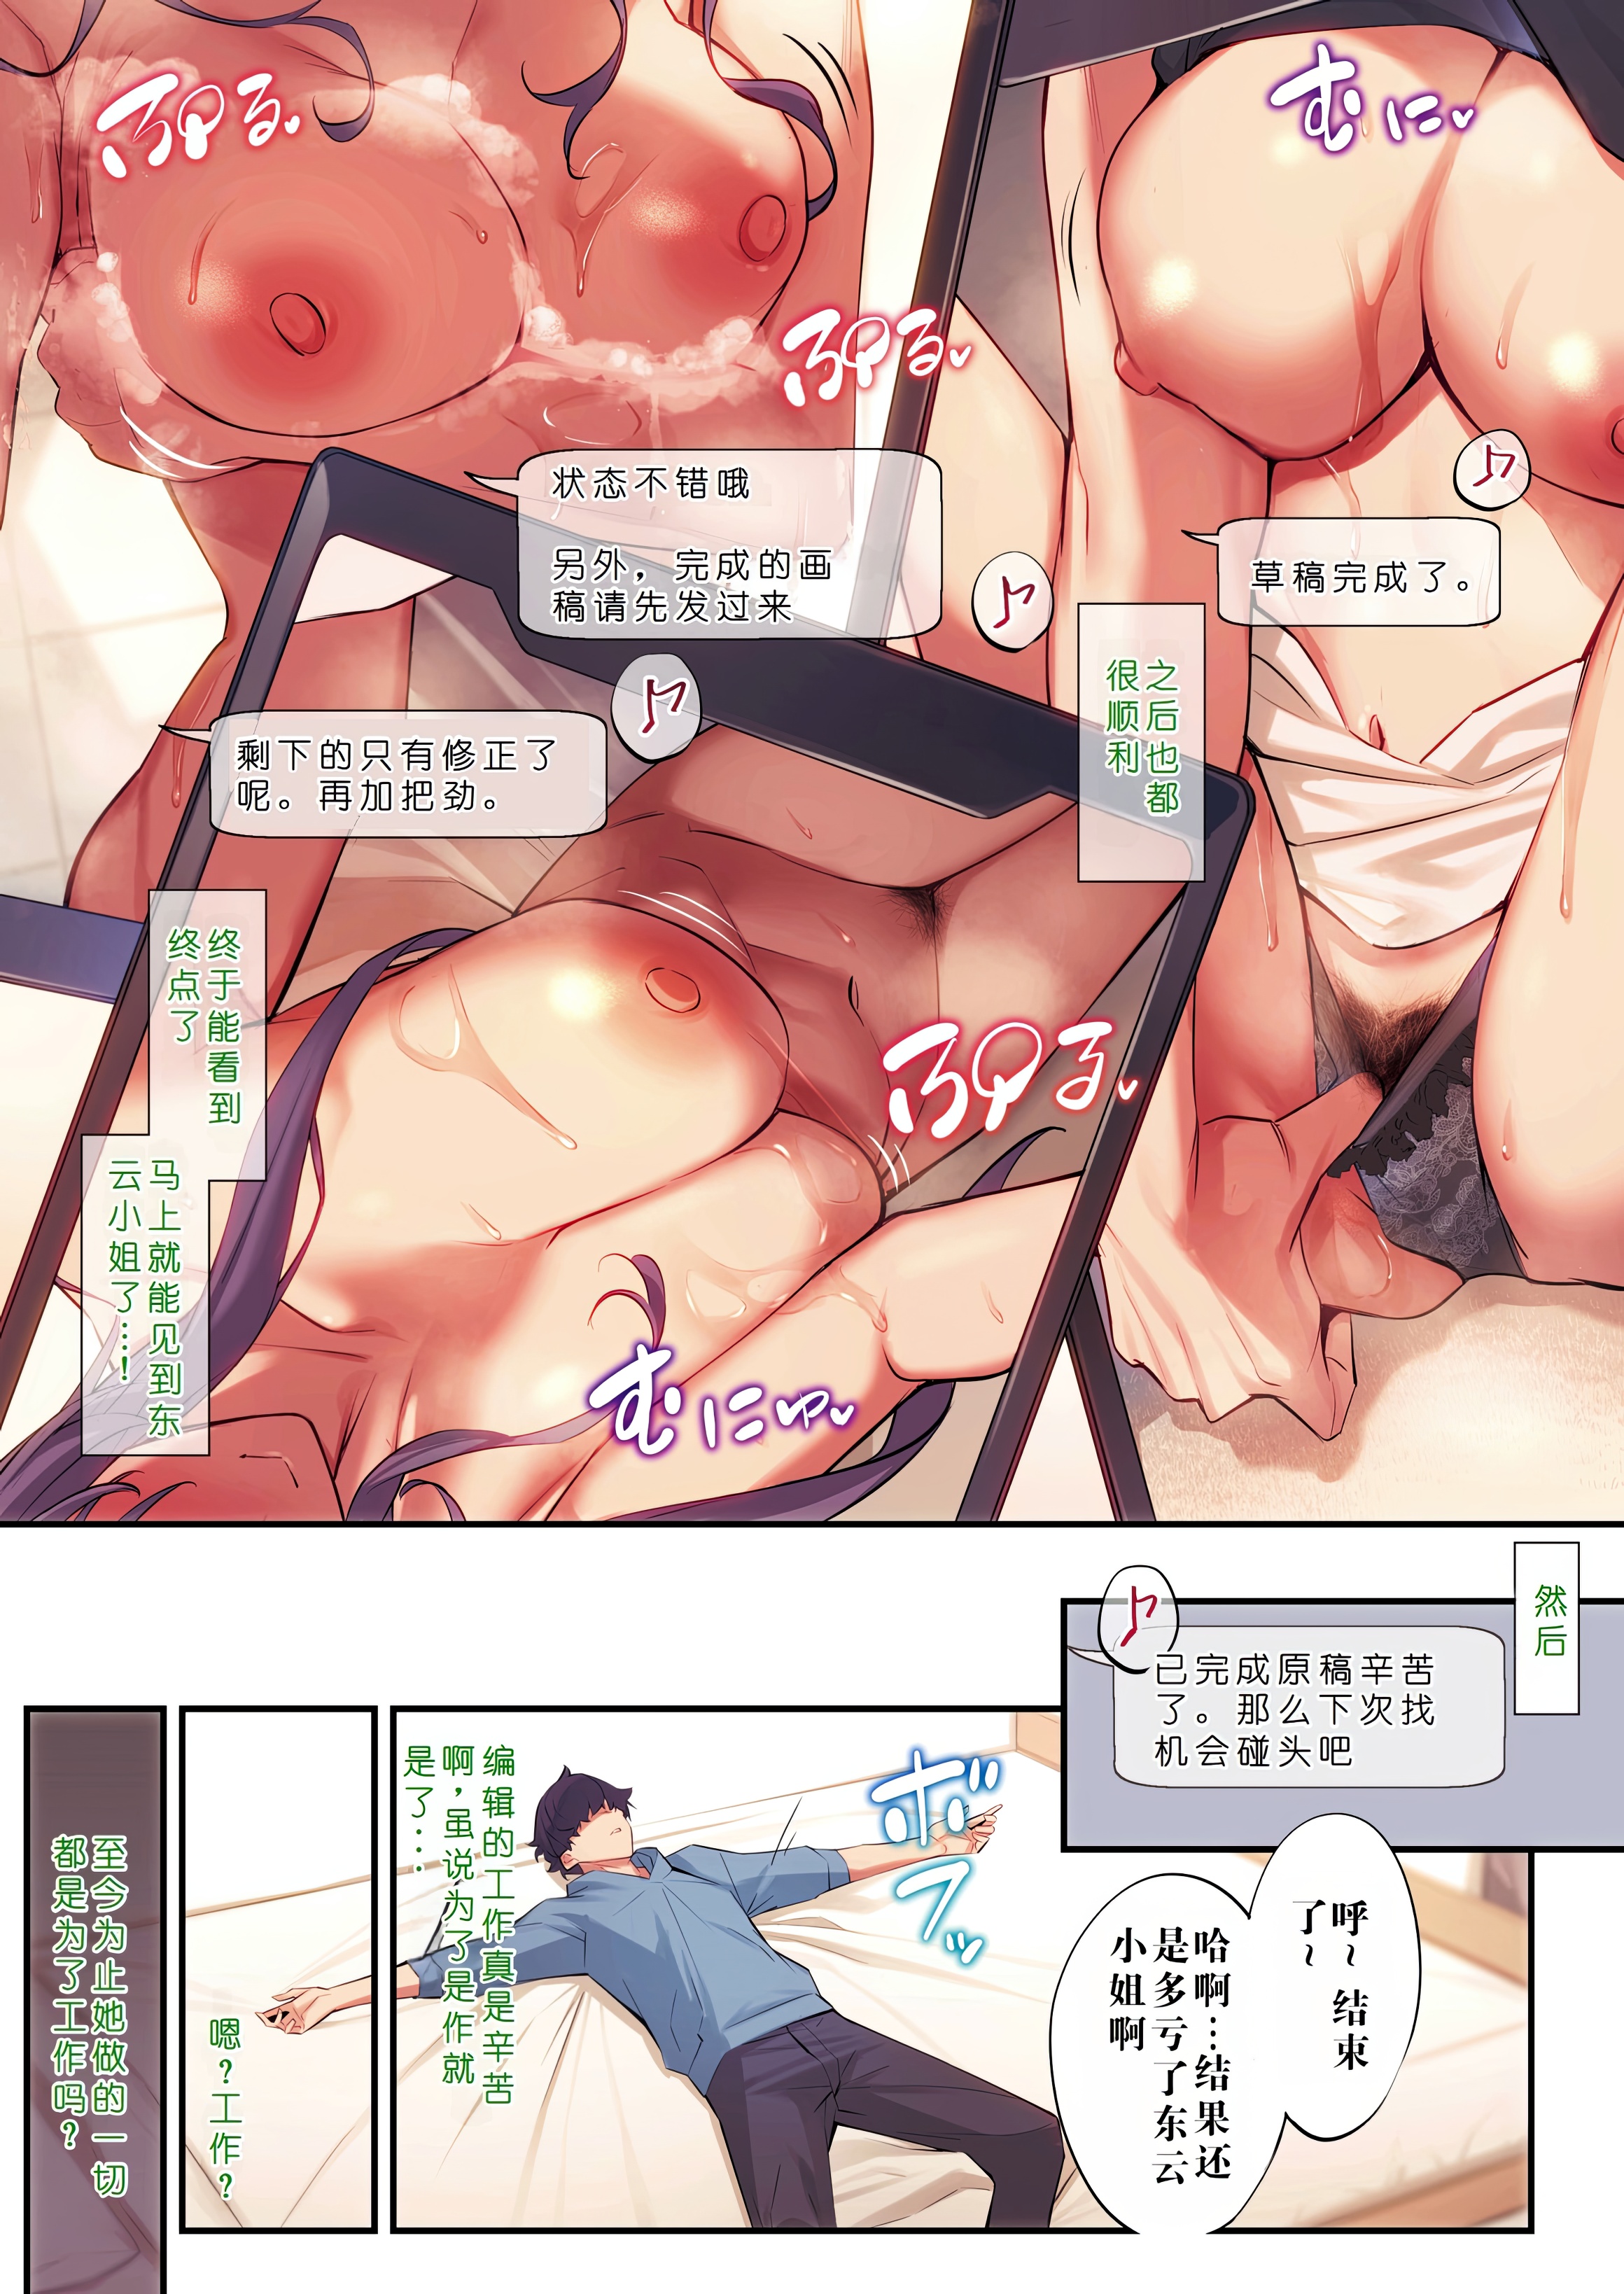 むにっ♥
ぷるっ
ぷるっ♥
草稿完成了。
之后也都
很顺利
状态不错哦
另外，完成的画
稿请先发过来
剩下的只有修正了
呢。再加把劲。
终于能看到
终点了
马上就能见到东
云小姐了…！
ぷるっ♥
むにゅっ♥
然后
已完成原稿辛苦
了。那么下次找
机会碰头吧
呼~结束
了~
哈啊…结果还
是多亏了东云
小姐啊
ボフッ
编辑的工作真是辛苦
啊，虽说为了是作就
是了…
嗯？工作？
至今为止她做的一切
都是为了工作吗？